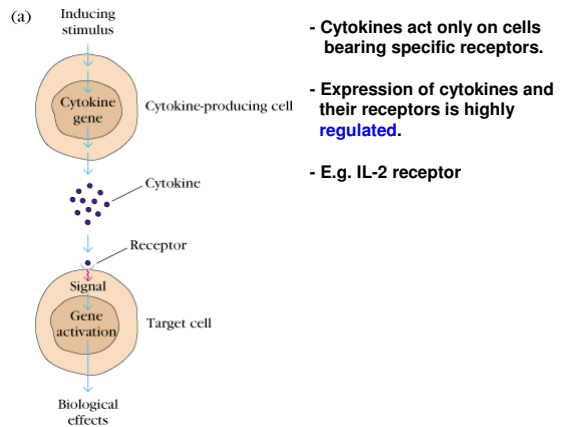 (a)
Inducing
stimulus
Cytokine
gene
Cytokine-producing cell
Cytokine
Receptor
Signal
Gene
activation
Target cell
Biological
effects
- Cytokines act only on cells
bearing specific receptors.
- Expression of cytokines and
their receptors is highly
regulated.
- E.g. IL-2 receptor